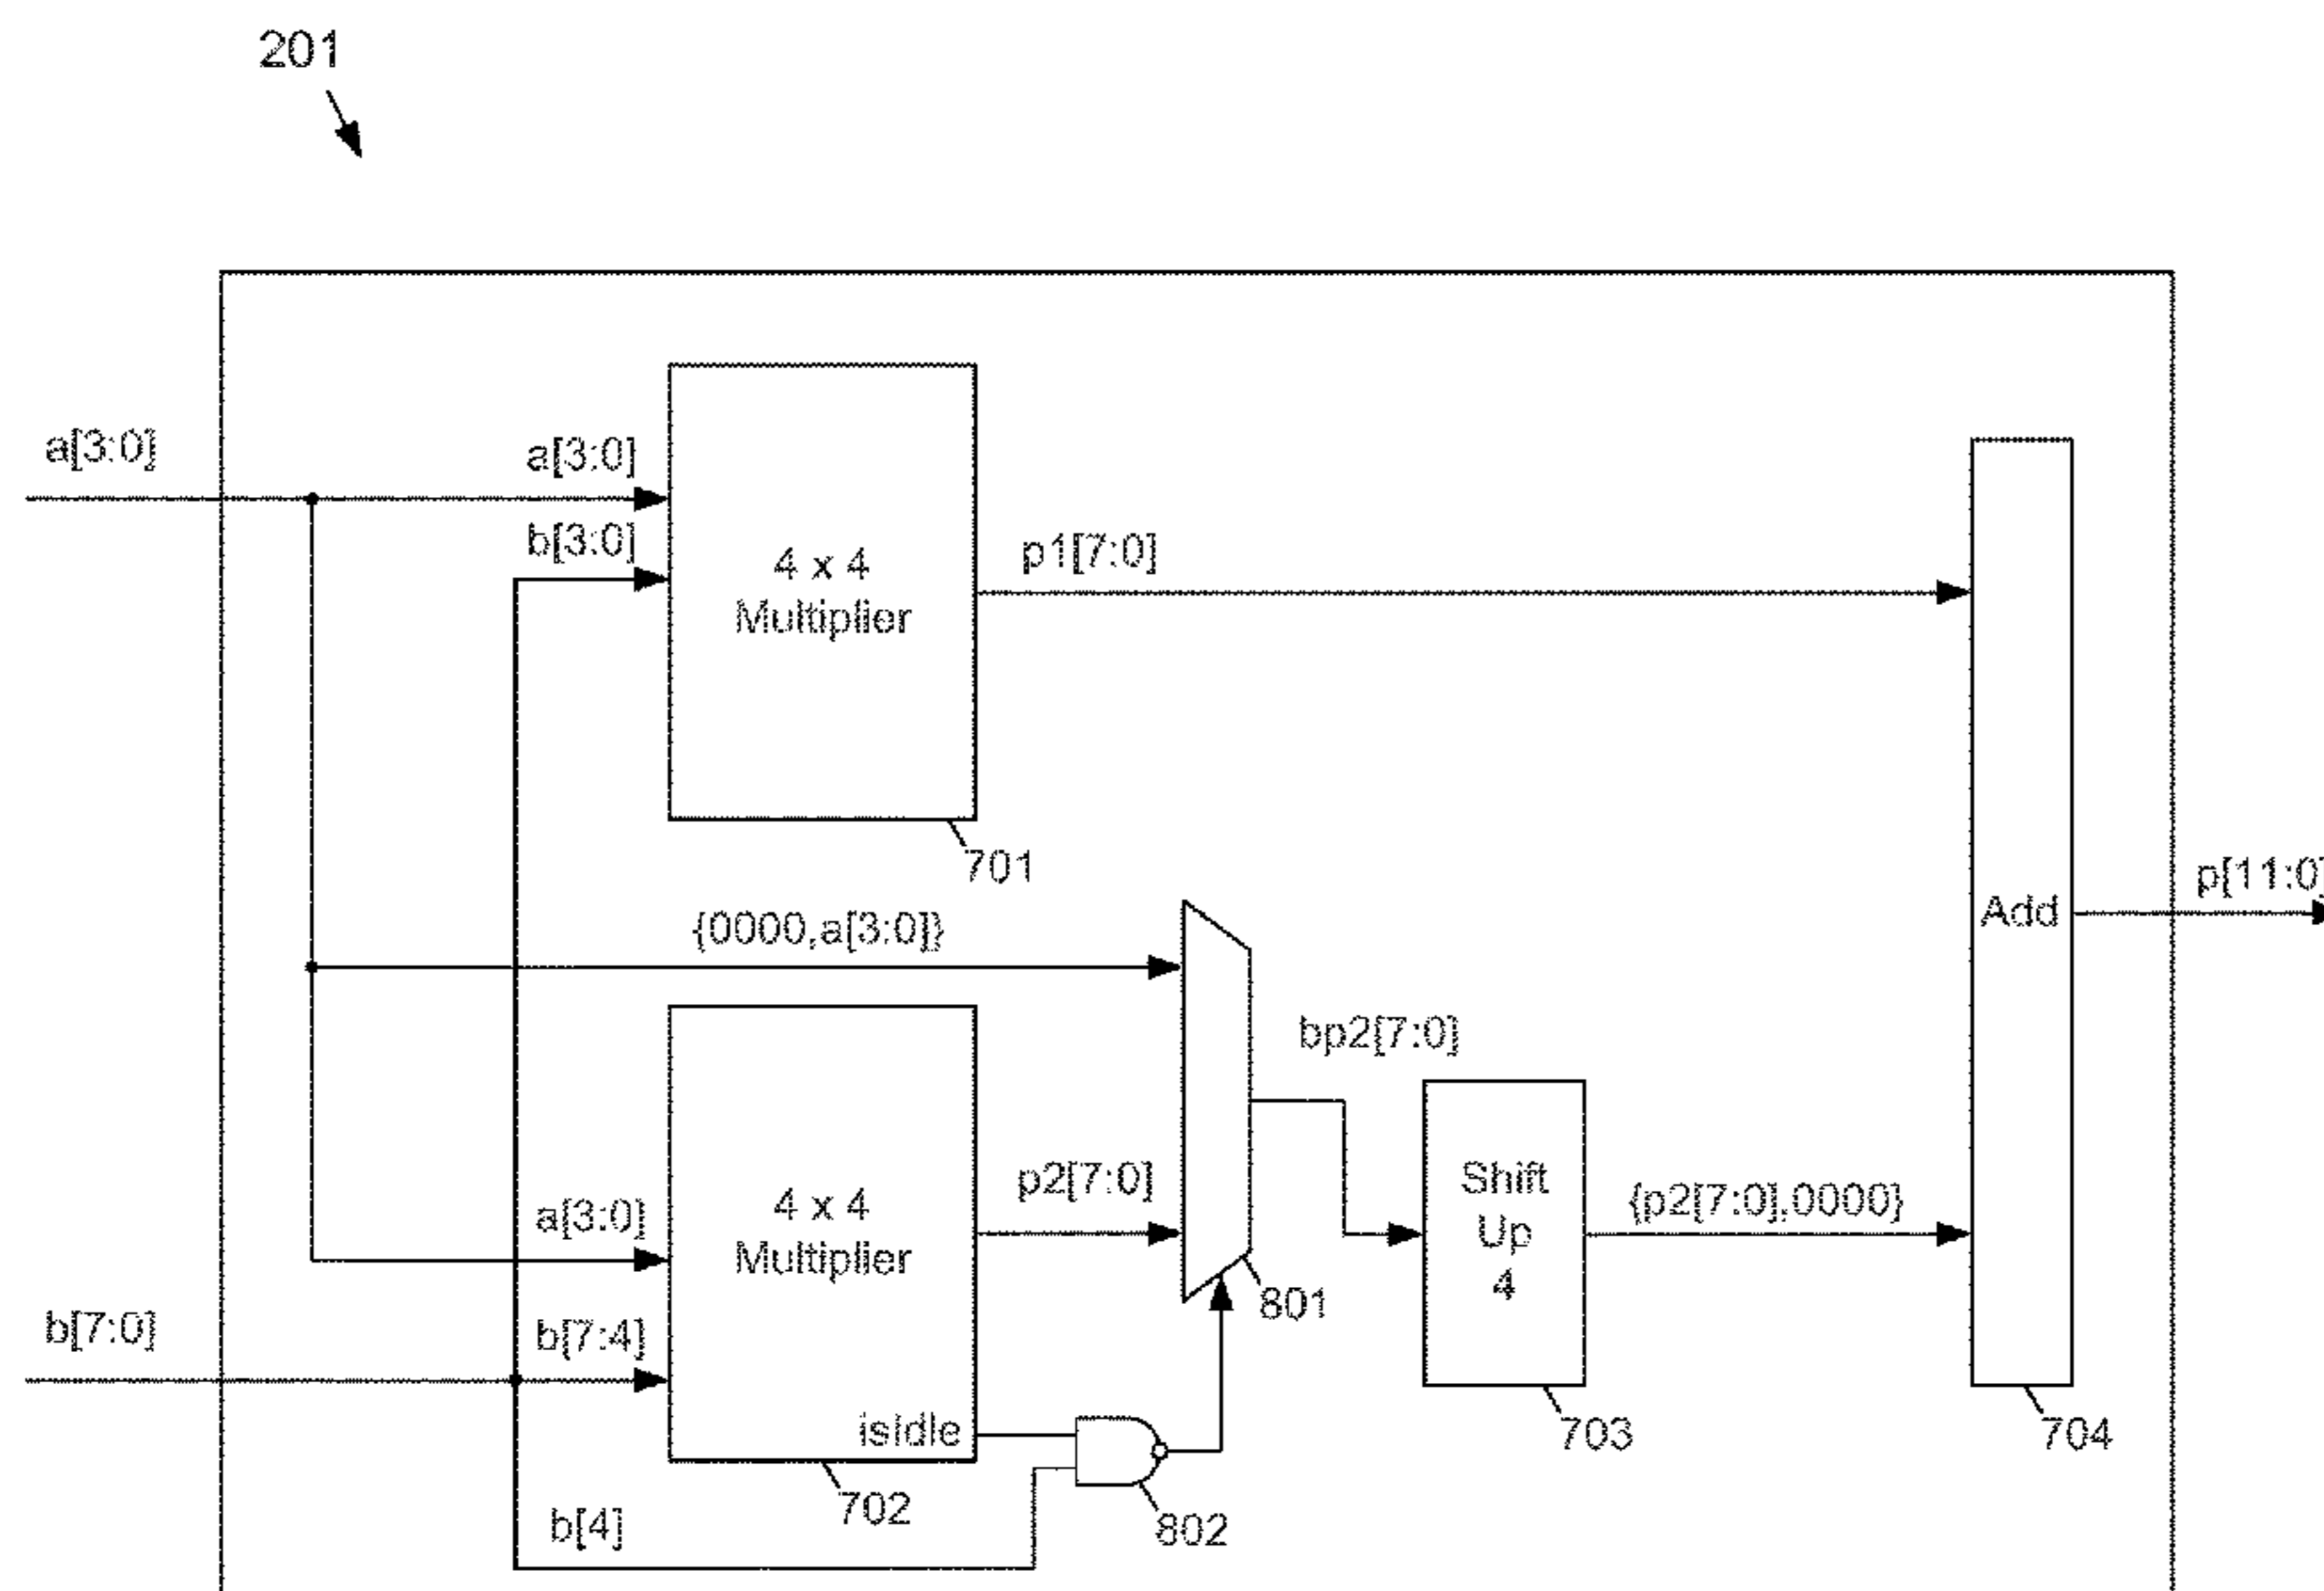 201
a[3:0]
a[3:0]
b[3:0]
4 x 4
Multiplier
p1[7:0]
701
{0000,a[3:0]}
Add
p[11:0]
bp2[7:0]
a[3:0]
4 x 4
Multiplier
p2[7:0]
Shift
Up
4
{p2[7:0],0000}
801
b[7:0]
b[7:4]
isIdle
703
704
702
b[4]
802